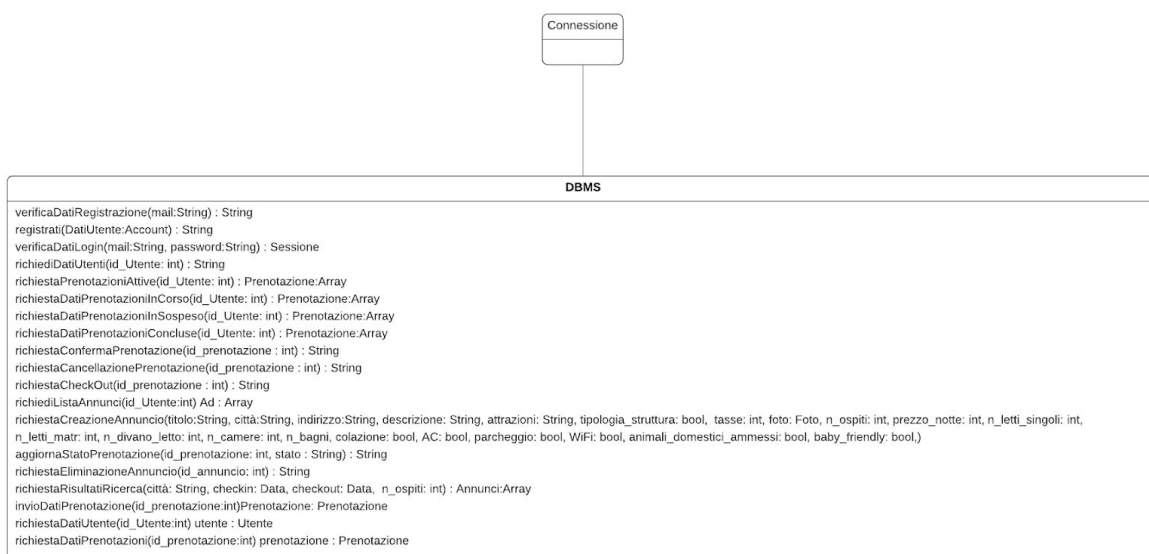 Connessione
DBMS
verificaDatiRegistrazione(mail:String) : String
registrati(DatiUtente:Account) : String
verificaDatiLogin(mail:String, password:String) : Sessione
richiediDatiUtenti(id_Utente: int) : String
richiestaPrenotazioniAttive(id_Utente: int) : Prenotazione:Array
richiestaDatiPrenotazioniInCorso(id_Utente: int) : Prenotazione:Array
richiestaDatiPrenotazioniInSospeso(id_Utente: int) : Prenotazione:Array
richiestaDatiPrenotazioniConcluse(id_Utente: int) : Prenotazione:Array
richiestaConfermaPrenotazione(id_prenotazione : int) : String
richiestaCancellazionePrenotazione(id_prenotazione : int) : String
richiestaCheckOut(id_prenotazione : int) : String
richiediListaAnnunci(id_Utente:int) Ad : Array
richiestaCreazioneAnnuncio(titolo:String, città:String, indirizzo:String, descrizione: String, attrazioni: String, tipologia_struttura: bool,  tasse: int, foto: Foto, n_ospiti: int, prezzo_notte: int, n_letti_singoli: int,
n_letti_matr: int, n_divano_letto: int, n_camere: int, n_bagni, colazione: bool, AC: bool, parcheggio: bool, WiFi: bool, animali_domestici_ammessi: bool, baby_friendly: bool,)
aggiornaStatoPrenotazione(id_prenotazione: int, stato : String) : String
richiestaEliminazioneAnnuncio(id_annuncio: int) : String
richiestaRisultatiRicerca(città: String, checkin: Data, checkout: Data,  n_ospiti: int) : Annunci:Array
invioDatiPrenotazione(id_prenotazione:int)Prenotazione: Prenotazione
richiestaDatiUtente(id_Utente:int) utente : Utente
richiestaDatiPrenotazioni(id_prenotazione:int) prenotazione : Prenotazione